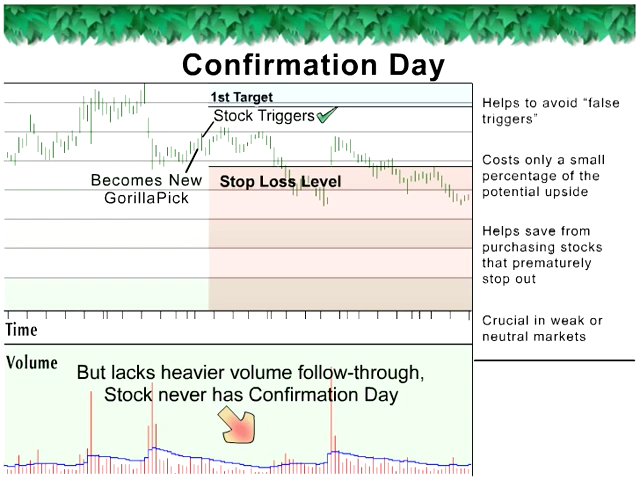 Confirmation Day
1st Target
Stock Triggers
Becomes New
GorillaPick
Stop Loss Level
Time
Volume
But lacks heavier volume follow-through,
Stock never has Confirmation Day
Helps to avoid “false
triggers”
Costs only a small
percentage of the
potential upside
Helps save from
purchasing stocks
that prematurely
stop out
Crucial in weak or
neutral markets